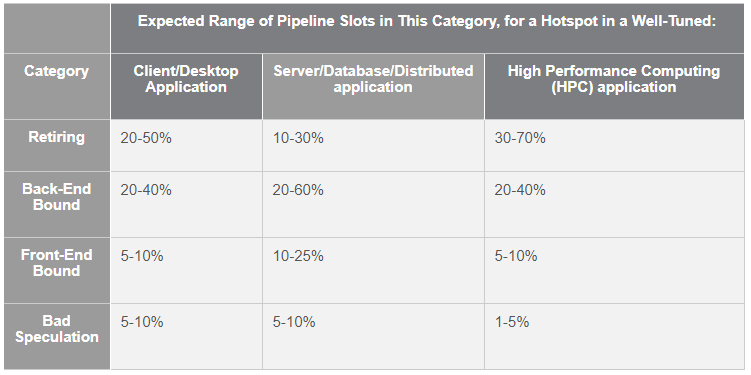 Expected Range of Pipeline Slots in This Category, for a Hotspot in a Well-Tuned:
Category
Client/Desktop
Application
Server/Database/Distributed
application
High Performance Computing
(HPC) application
Retiring
20-50%
10-30%
30-70%
Back-End
Bound
20-40%
20-60%
20-40%
Front-End
Bound
5-10%
10-25%
5-10%
Bad
Speculation
5-10%
5-10%
1-5%